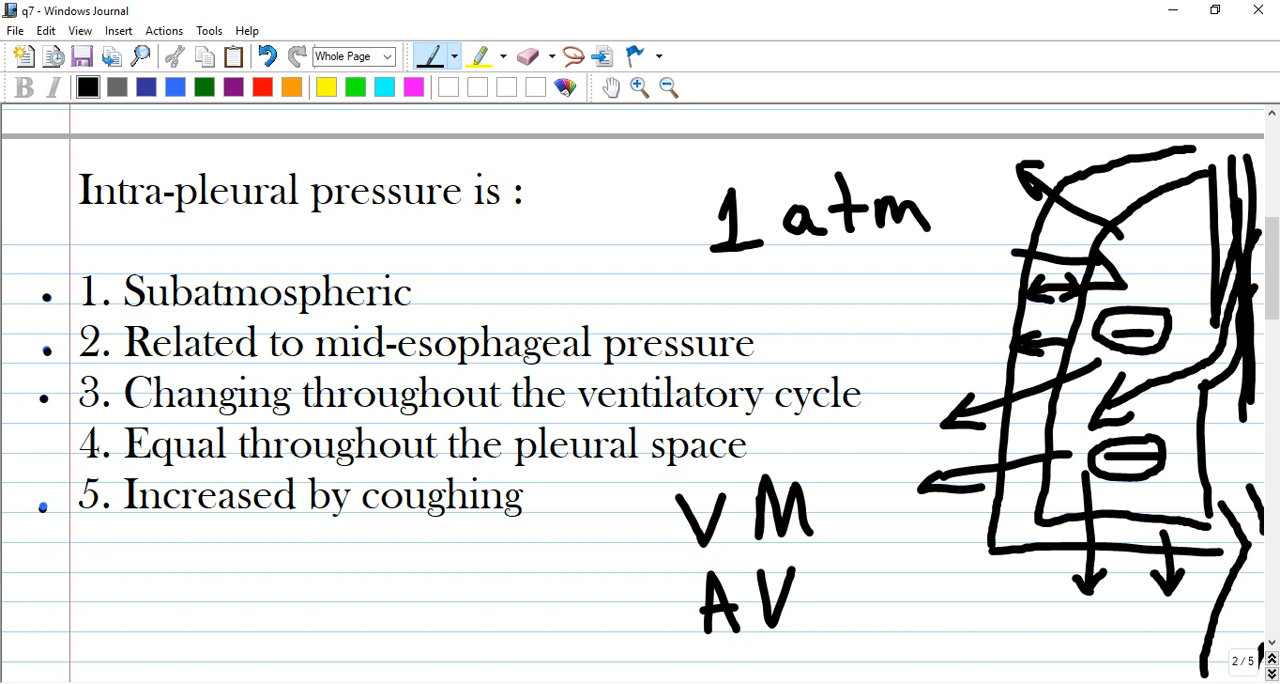 q7 - Windows Journal
File Edit View Insert Actions Tools Help
Whole Page
B I
Intra-pleural pressure is :
1 atm
1. Subatmospheric
2. Related to mid-esophageal pressure
3. Changing throughout the ventilatory cycle
4. Equal throughout the pleural space
5. Increased by coughing
V M
A V
2 / 5